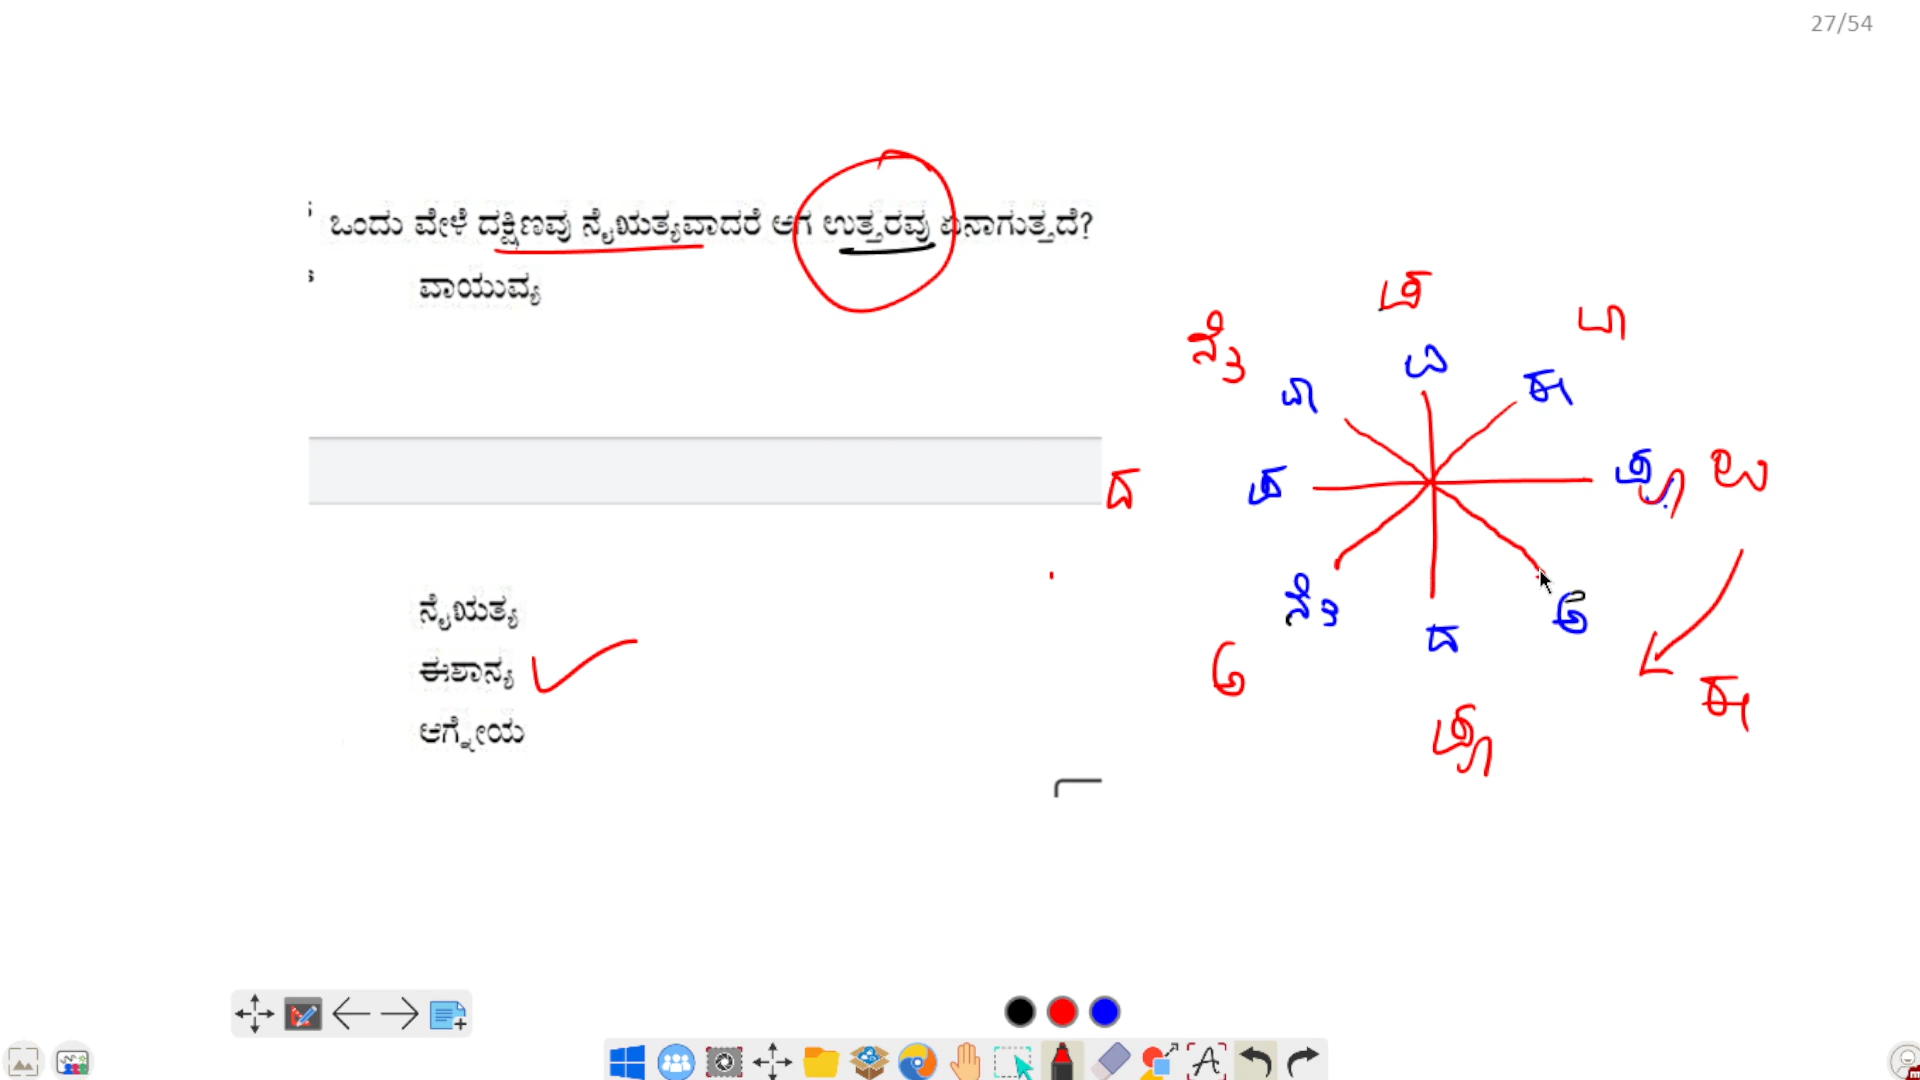 27/54
ಒಂದು ವೇಳೆ ದಕ್ಷಿಣವು ನೈಋತ್ಯವಾದರೆ ಆಗ ಉತ್ತರವು ಏನಾಗುತ್ತದೆ?
ವಾಯುವ್ಯ
ನೈಋತ್ಯ
ಈಶಾನ್ಯ
ಆಗ್ನೇಯ
ಪ
ವಾ
ನೈ
ಉ
ಈ
ವಾ
ಪ
ಪೂ
ಉ
ದ
ನೈ
ದ
ಆ
ಆ
ಈ
ಪೂ